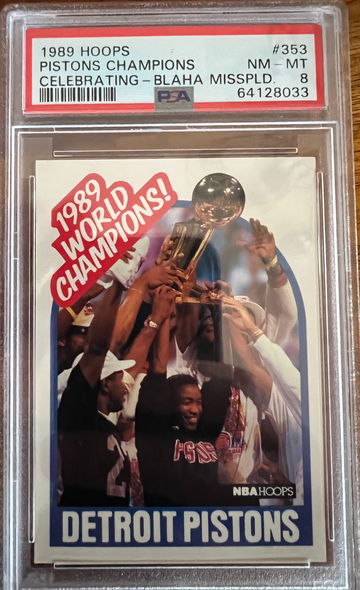 1989 HOOPS #353
PISTONS CHAMPIONS NM - MT
CELEBRATING - BLAHA MISSPLD. 8
PSA 64128033
1989
WORLD
CHAMPIONS!
NBA HOOPS
DETROIT PISTONS